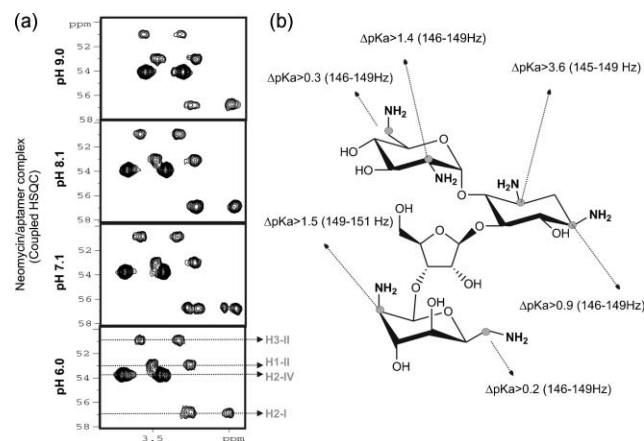 (a)
ppm
52
54
56
58
pH 9.0
52
54
56
58
pH 8.1
54
56
58
pH 7.1
52
54
56
58
pH 6.0
Neomycin/aptamer complex
(Coupled HSQC)
H3-II
H1-II
H2-IV
H2-I
3.5
ppm
(b)
ΔpKa>1.4 (146-149Hz)
ΔpKa>0.3 (146-149Hz)
ΔpKa>3.6 (145-149 Hz)
NH2
HO
HO
NH2
O
O
H2N
NH2
OH
O
OH
O
O
OH
O
ΔpKa>1.5 (149-151 Hz)
NH2
OH
O
O
NH2
OH
ΔpKa>0.9 (146-149Hz)
ΔpKa>0.2 (146-149Hz)